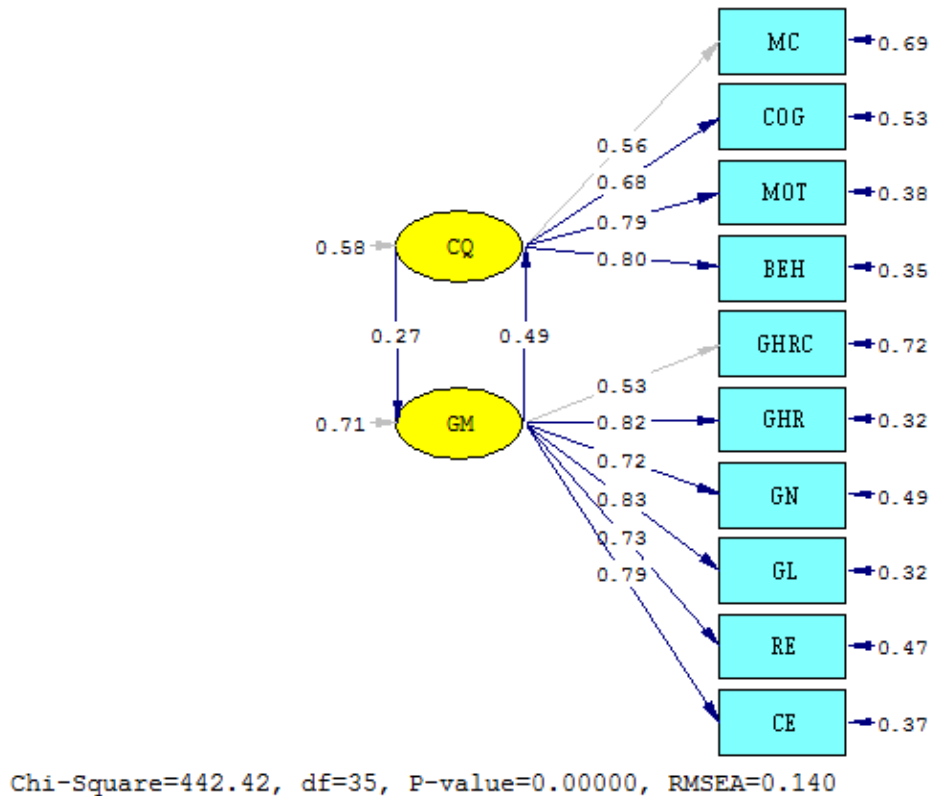 MC
0.69
COG
0.53
0.56
0.68
MOT
0.38
0.79
0.58
CQ
0.80
BEH
0.35
0.27
0.49
GHRC
0.72
0.53
0.71
GM
0.82
GHR
0.32
0.72
GN
0.49
0.83
0.73
GL
0.32
0.79
RE
0.47
CE
0.37
Chi-Square=442.42, df=35, P-value=0.00000, RMSEA=0.140